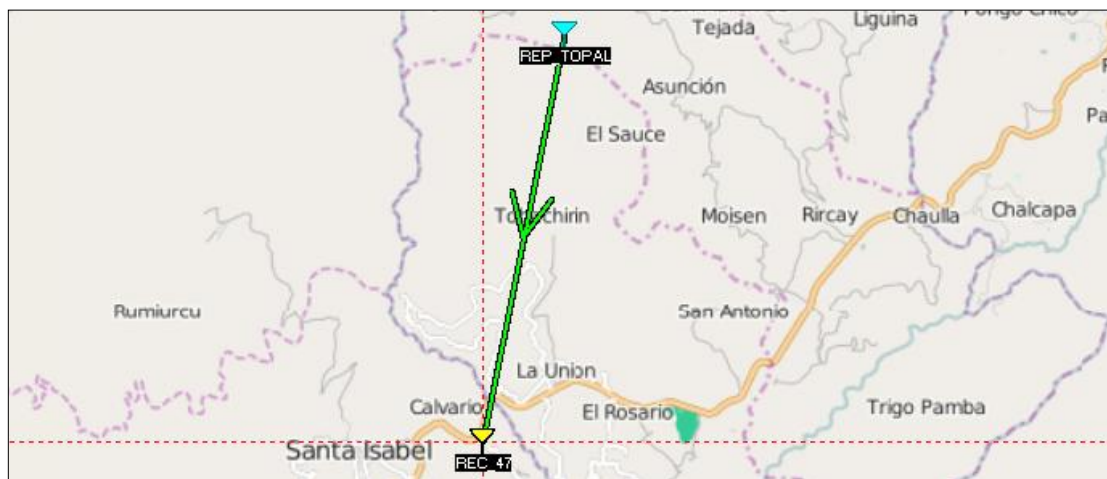 Liguina
Tejada
REP_TOPAL
Asunción
El Sauce
Moisen
Rircay
Chaulla
Chalcapa
Rumiurcu
San Antonio
La Union
Calvario
El Rosario
Trigo Pamba
Santa Isabel
REC_47